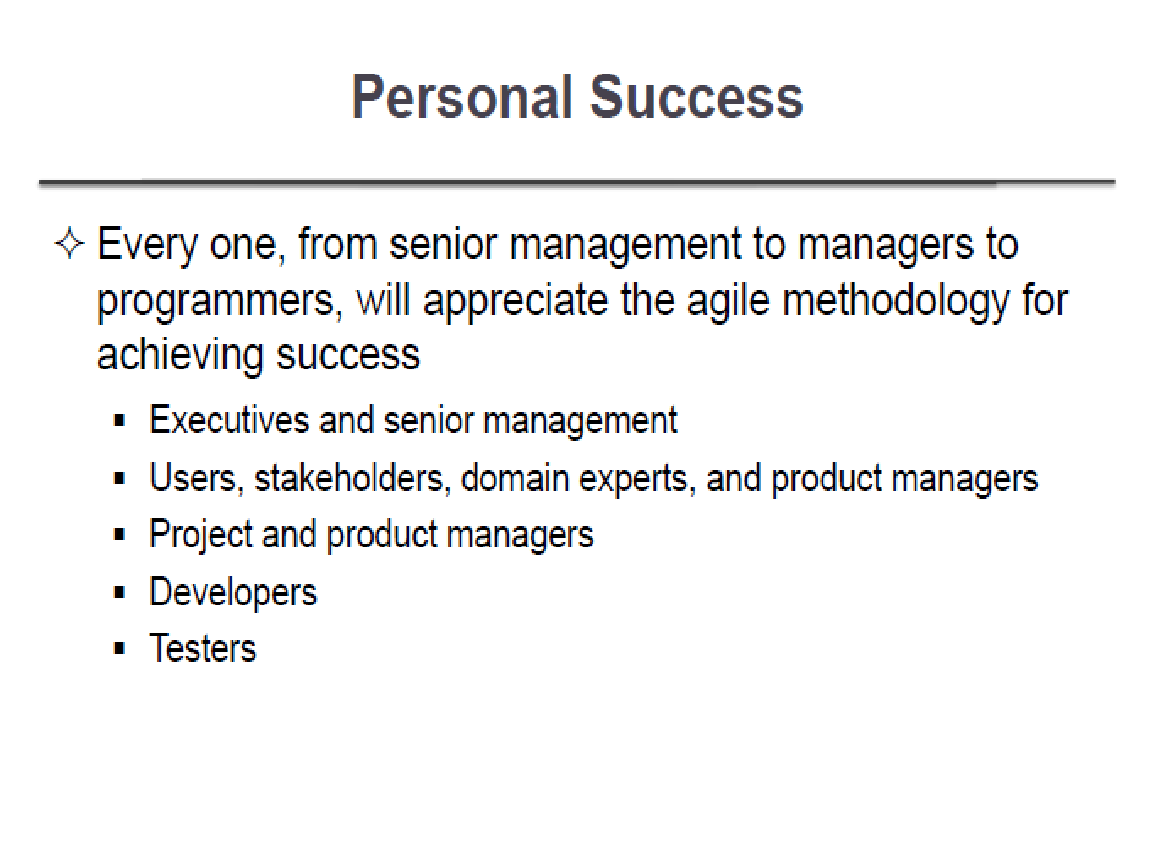 Personal Success
✧ Every one, from senior management to managers to
programmers, will appreciate the agile methodology for
achieving success
▪ Executives and senior management
▪ Users, stakeholders, domain experts, and product managers
▪ Project and product managers
▪ Developers
▪ Testers